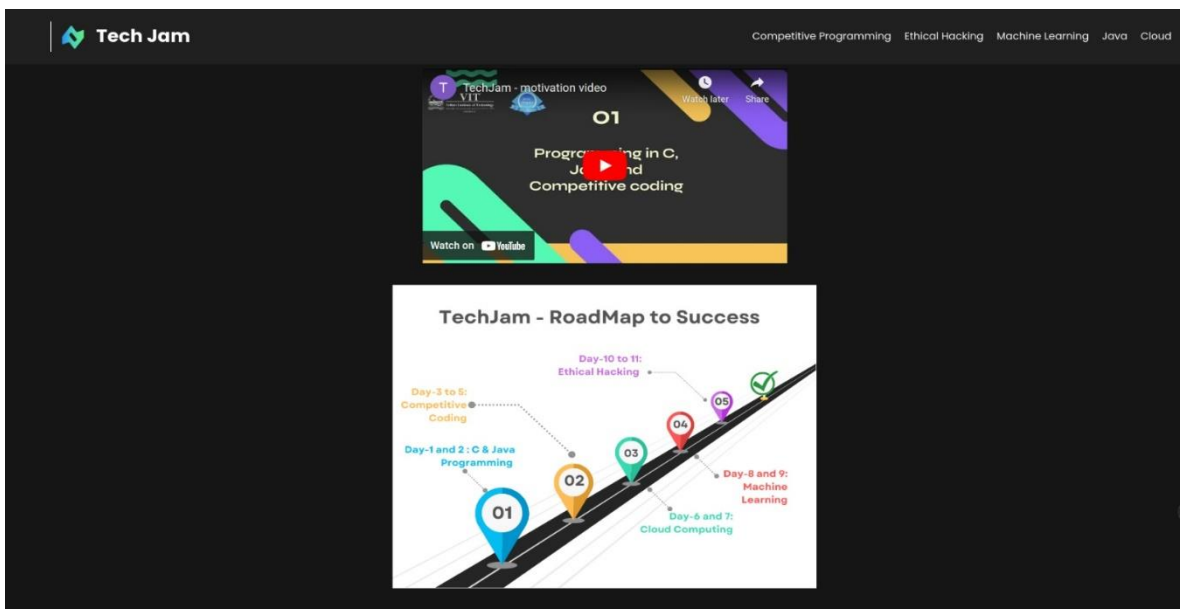 Tech Jam
Competitive Programming Ethical Hacking Machine Learning Java Cloud
T TechJam - motivation video
VIT
Watch later Share
01
Programming in C,
Competitive coding
Watch on YouTube
TechJam - RoadMap to Success
Day-10 to 11:
Ethical Hacking
Day-3 to 5:
Competitive
Coding
Day-1 and 2 : C & Java
Programming
01
02
03
04
05
Day-8 and 9:
Machine
Learning
Day-6 and 7:
Cloud Computing